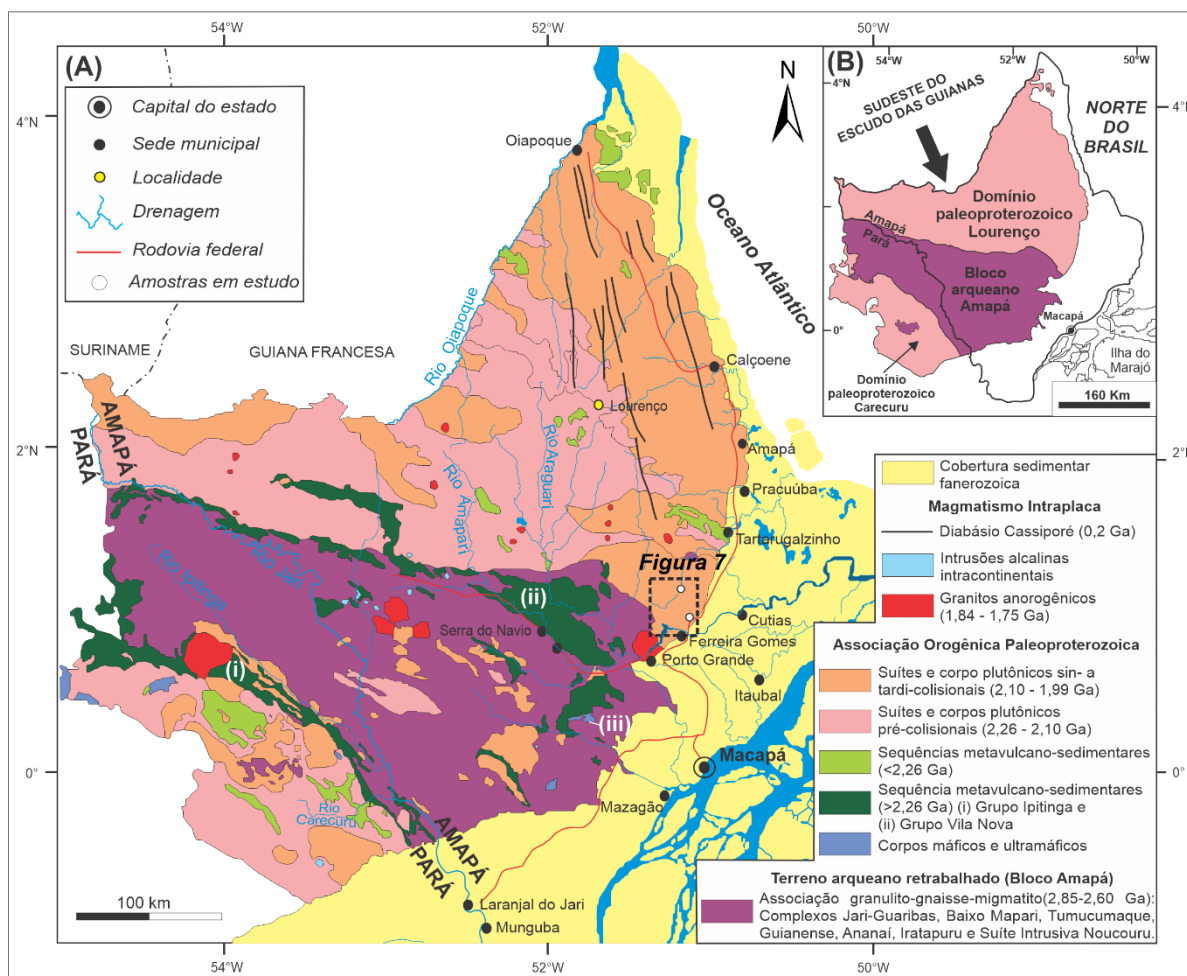 54°W
52°W
50°W
(A)
Capital do estado
Sede municipal
Localidade
Drenagem
Rodovia federal
Amostras em estudo
N
(B)
54°W
52°W
50°W
4°N
2°N
0°
SUDESTE DO
ESCUDO DAS GUIANAS
NORTE
DO
BRASIL
Domínio
paleoproterozoico
Lourenço
Amapá
Pará
Bloco
arqueano
Amapá
Macapá
Ilha do
Marajó
Domínio
paleoproterozoico
Carecuru
160 Km
4°N
4°N
Oiapoque
Oceano Atlântico
Rio Oiapoque
SURINAME
GUIANA FRANCESA
Calçoene
Lourenço
Rio Araguari
Rio Amapari
AMAPÁ
PARÁ
2°N
2°N
Amapá
Pracuúba
Tartarugalzinho
Figura 7
Rio Jari
Rio Ipitinga
(ii)
Cutias
Serra do Navio
Ferreira Gomes
Porto Grande
(i)
Itaubal
(iii)
Macapá
0°
0°
Mazagão
Rio
Carecuru
AMAPÁ
PARÁ
100 km
Laranjal do Jari
Munguba
Cobertura sedimentar
fanerozoica
Magmatismo Intraplaca
Diabásio Cassiporé (0,2 Ga)
Intrusões alcalinas
intracontinentais
Granitos anorogênicos
(1,84 - 1,75 Ga)
Associação Orogênica Paleoproterozoica
Suítes e corpo plutônicos sin- a
tardi-colisionais (2,10 - 1,99 Ga)
Suítes e corpos plutônicos
pré-colisionais (2,26 - 2,10 Ga)
Sequências metavulcano-sedimentares
(<2,26 Ga)
Sequência metavulcano-sedimentares
(>2,26 Ga) (i) Grupo Ipitinga e
(ii) Grupo Vila Nova
Corpos máficos e ultramáficos
Terreno arqueano retrabalhado (Bloco Amapá)
Associação granulito-gnaisse-migmatito(2,85-2,60 Ga):
Complexos Jari-Guaribas, Baixo Mapari, Tumucumaque,
Guianense, Ananaí, Iratapuru e Suíte Intrusiva Noucouru.
54°W
52°W
50°W